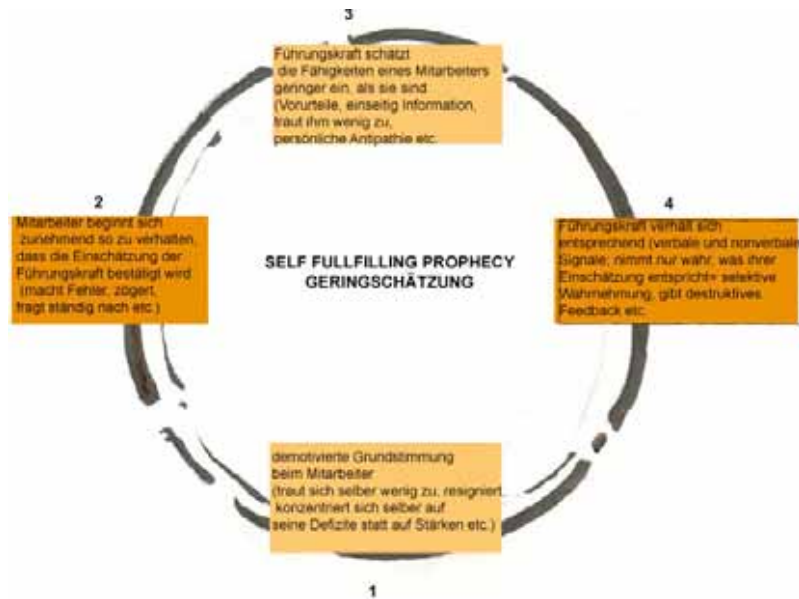 3
Führungskraft schätzt
die Fähigkeiten eines Mitarbeiters
geringer ein, als sie sind
(Vorurteile, einseitig Information,
traut ihm wenig zu,
persönliche Antipathie etc.
2
Mitarbeiter beginnt sich
zunehmend so zu verhalten,
dass die Einschätzung der
Führungskraft bestätigt wird
(macht Fehler, zögert,
fragt ständig nach etc.)
SELF FULLFILLING PROPHECY
GERINGSCHÄTZUNG
4
Führungskraft verhält sich
entsprechend (verbale und nonverbale
Signale; nimmt nur wahr, was ihrer
Einschätzung entspricht= selektive
Wahrnehmung, gibt destruktives
Feedback etc.
demotivierte Grundstimmung
beim Mitarbeiter
(traut sich selber wenig zu, resigniert,
konzentriert sich selber auf
seine Defizite statt auf Stärken etc.)
1